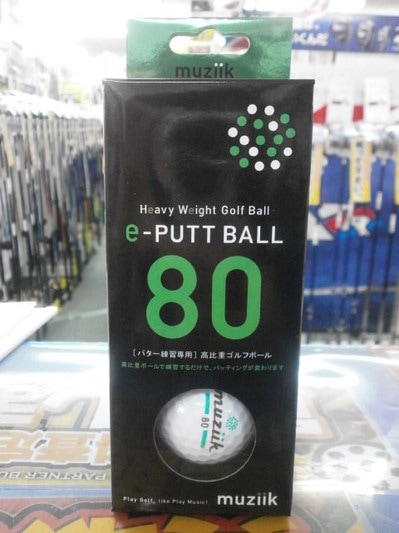 muziik
Heavy Weight Golf Ball
e-PUTT BALL
80
［パター練習専用］高比重ゴルフボール
高比重ボールで練習するだけで、パッティングが変わります
muziik
80
Play Golf, Like Play Music!
muziik
PARTNER BO